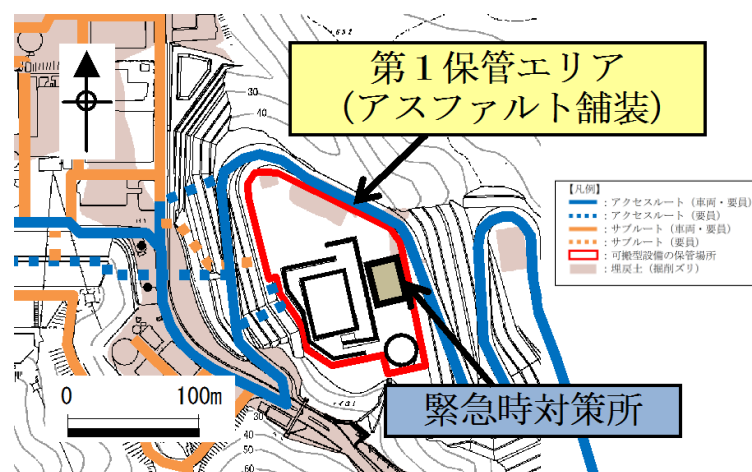 第１保管エリア
（アスファルト舗装）
【凡例】
：アクセスルート（車両・要員）
：アクセスルート（要員）
：サブルート（車両・要員）
：サブルート（要員）
：可搬型設備の保管場所
：埋戻土（掘削ズリ）
緊急時対策所
0 100m
30
40
30
40
50
60